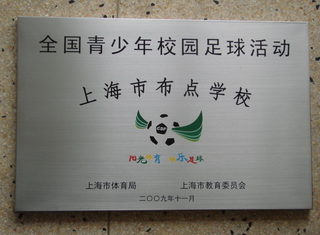 全国青少年校园足球活动
上海市布点学校
CSF
阳光体育 快乐足球
上海市体育局 上海市教育委员会
二〇〇九年十一月